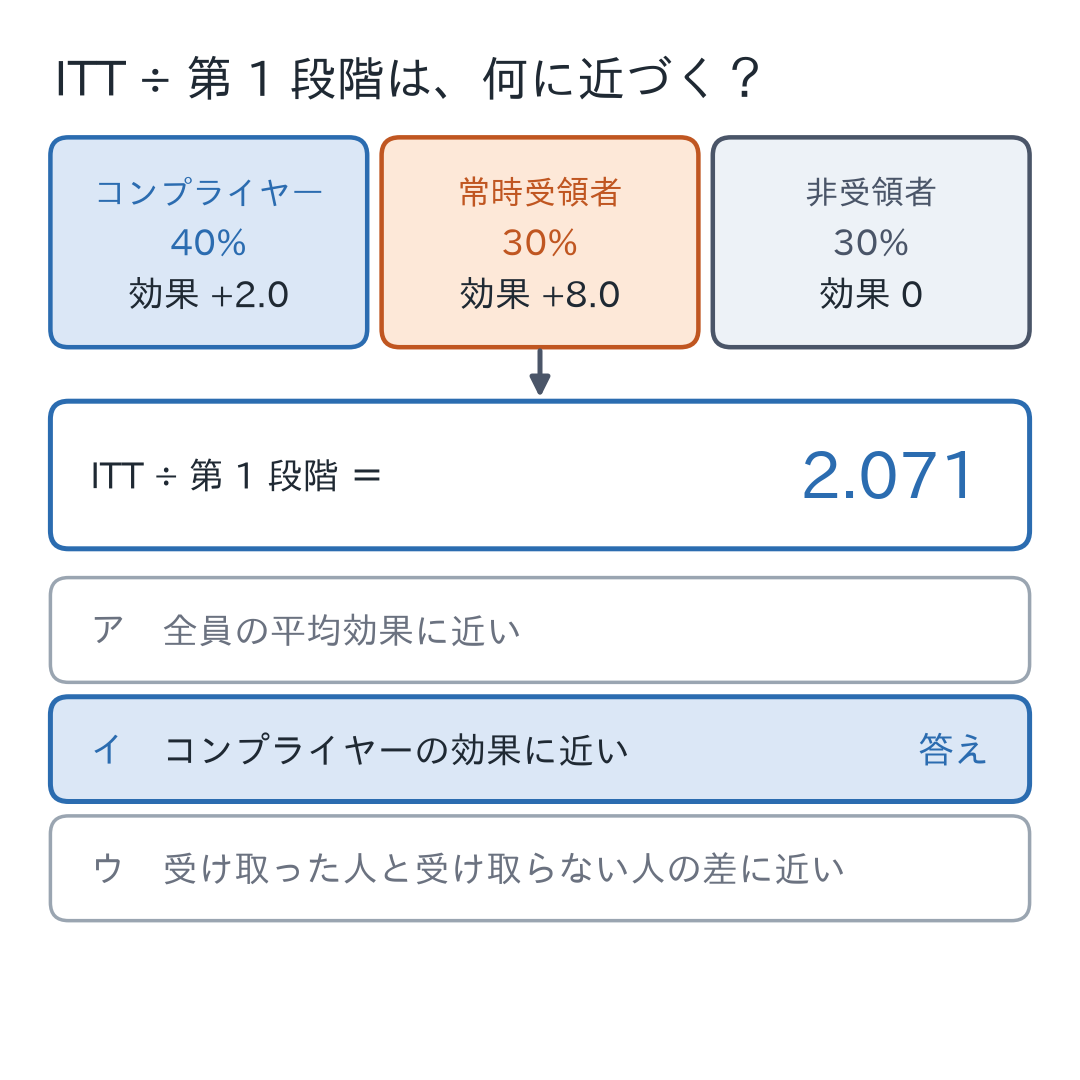 ITT ÷ 第 1 段階は、何に近づく？
コンプライヤー
40%
効果 +2.0
常時受領者
30%
効果 +8.0
非受領者
30%
効果 0
ITT ÷ 第 1 段階 ＝
2.071
ア 全員の平均効果に近い
イ コンプライヤーの効果に近い 答え
ウ 受け取った人と受け取らない人の差に近い